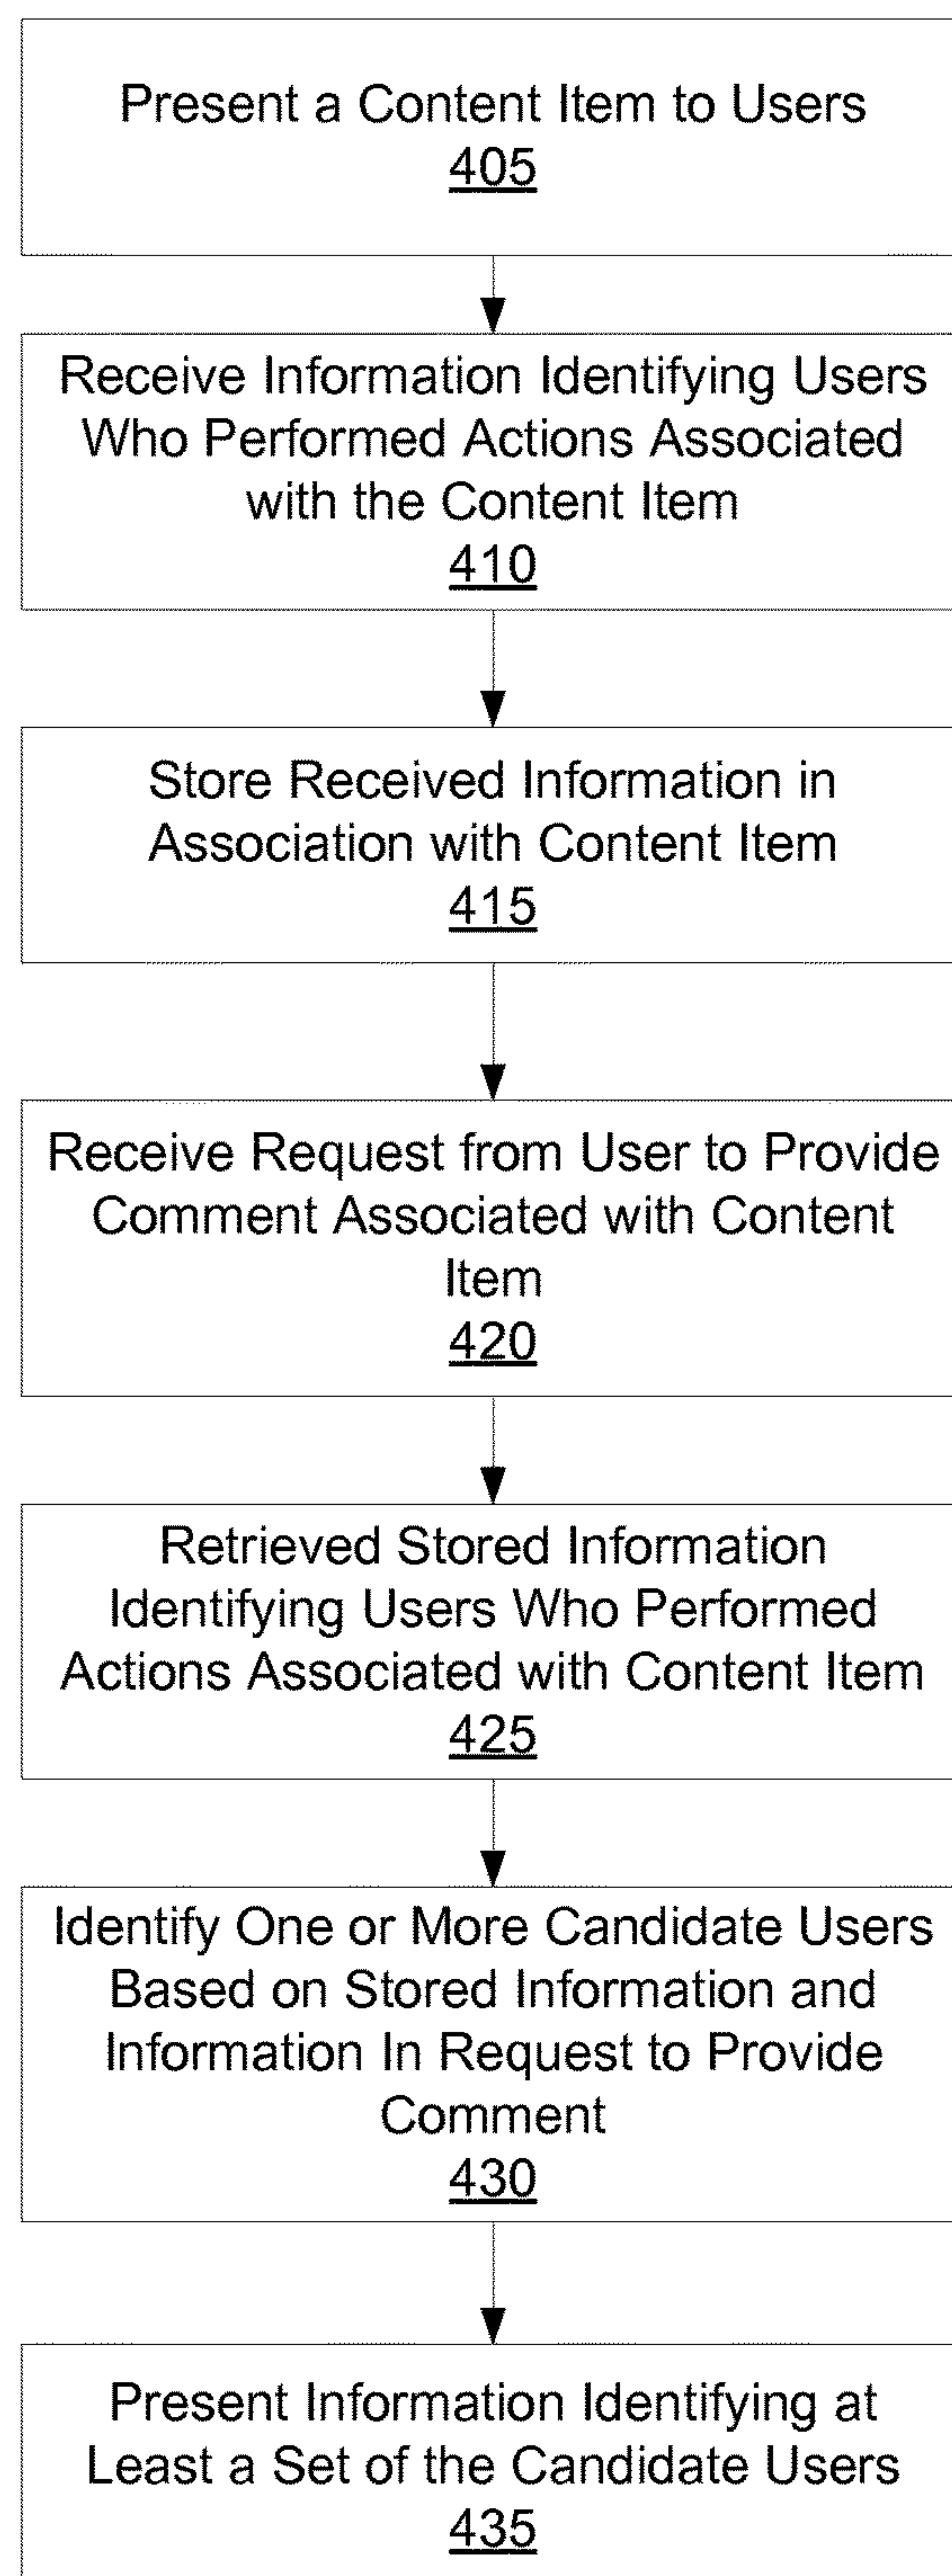 Present a Content Item to Users
405
Receive Information Identifying Users
Who Performed Actions Associated
with the Content Item
410
Store Received Information in
Association with Content Item
415
Receive Request from User to Provide
Comment Associated with Content
Item
420
Retrieved Stored Information
Identifying Users Who Performed
Actions Associated with Content Item
425
Identify One or More Candidate Users
Based on Stored Information and
Information In Request to Provide
Comment
430
Present Information Identifying at
Least a Set of the Candidate Users
435